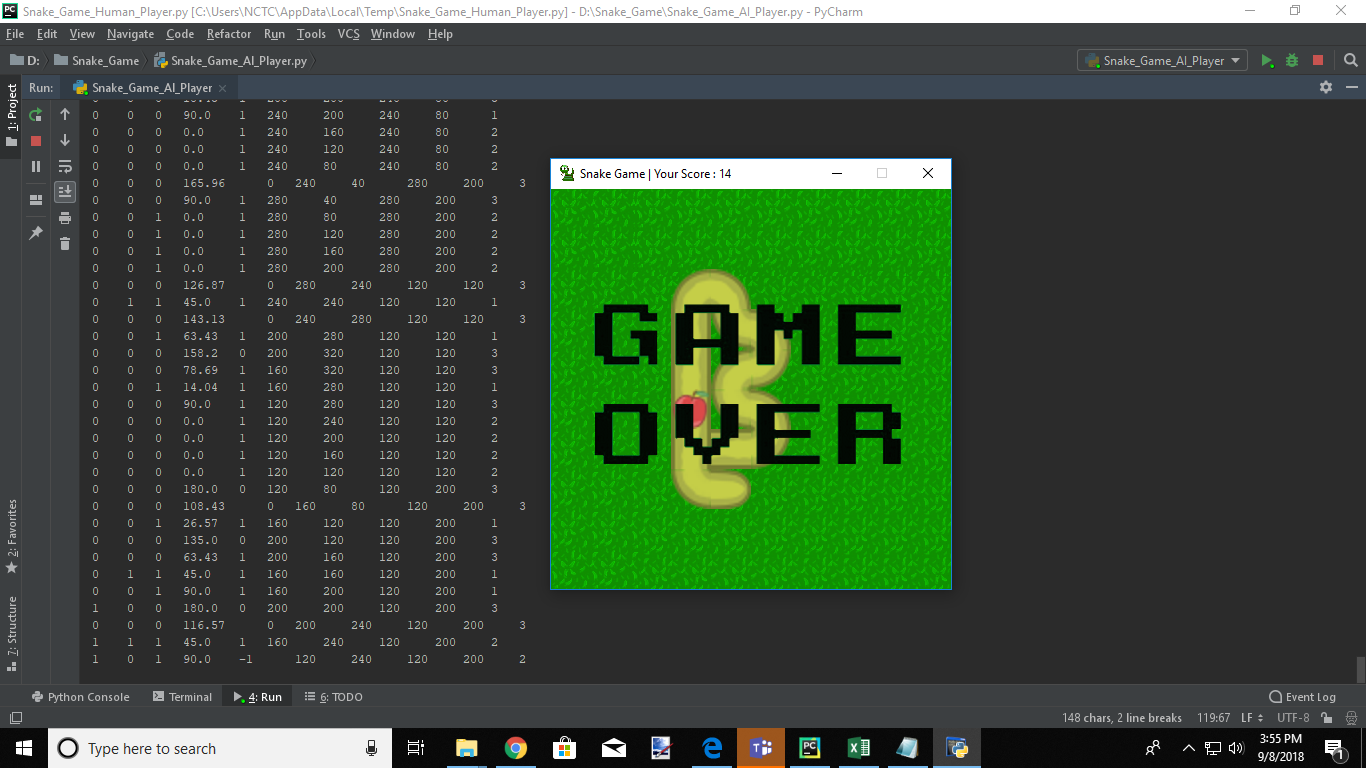 Snake_Game_Human_Player.py [C:\Users\NCTC\AppData\Local\Temp\Snake_Game_Human_Player.py] - D:\Snake_Game\Snake_Game_AI_Player.py - PyCharm
File Edit View Navigate Code Refactor Run Tools VCS Window Help
D: Snake_Game Snake_Game_AI_Player.py Snake_Game_AI_Player
Run: Snake_Game_AI_Player
1: Project
2: Favorites
7: Structure
0 0 0 90.0 1 240 200 240 80 1
0 0 0 0.0 1 240 160 240 80 2
0 0 0 0.0 1 240 120 240 80 2
0 0 0 0.0 1 240 80 240 80 2
0 0 0 165.96 0 240 40 280 200 3
0 0 0 90.0 1 280 40 280 200 3
0 0 1 0.0 1 280 80 280 200 2
0 0 1 0.0 1 280 120 280 200 2
0 0 1 0.0 1 280 160 280 200 2
0 0 1 0.0 1 280 200 280 200 2
0 0 0 126.87 0 280 240 120 120 3
0 1 1 45.0 1 240 240 120 120 1
0 0 0 143.13 0 240 280 120 120 3
0 0 1 63.43 1 200 280 120 120 1
0 0 0 158.2 0 200 320 120 120 3
0 0 0 78.69 1 160 320 120 120 3
0 0 1 14.04 1 160 280 120 120 1
0 0 0 90.0 1 120 280 120 120 3
0 0 0 0.0 1 120 240 120 120 2
0 0 0 0.0 1 120 200 120 120 2
0 0 0 0.0 1 120 160 120 120 2
0 0 0 0.0 1 120 120 120 120 2
0 0 0 180.0 0 120 80 120 200 3
0 0 0 108.43 0 160 80 120 200 3
0 0 1 26.57 1 160 120 120 200 1
0 0 0 135.0 0 200 120 120 200 3
0 0 0 63.43 1 200 160 120 200 3
0 1 1 45.0 1 160 160 120 200 1
0 0 1 90.0 1 160 200 120 200 1
1 0 0 180.0 0 200 200 120 200 3
0 0 0 116.57 0 200 240 120 200 3
1 1 1 45.0 1 160 240 120 200 2
1 0 1 90.0 -1 120 240 120 200 2
Snake Game | Your Score : 14
GAME
OVER
Python Console Terminal 4: Run 6: TODO Event Log
148 chars, 2 line breaks 119:67 LF UTF-8
Type here to search
3:55 PM
9/8/2018
1